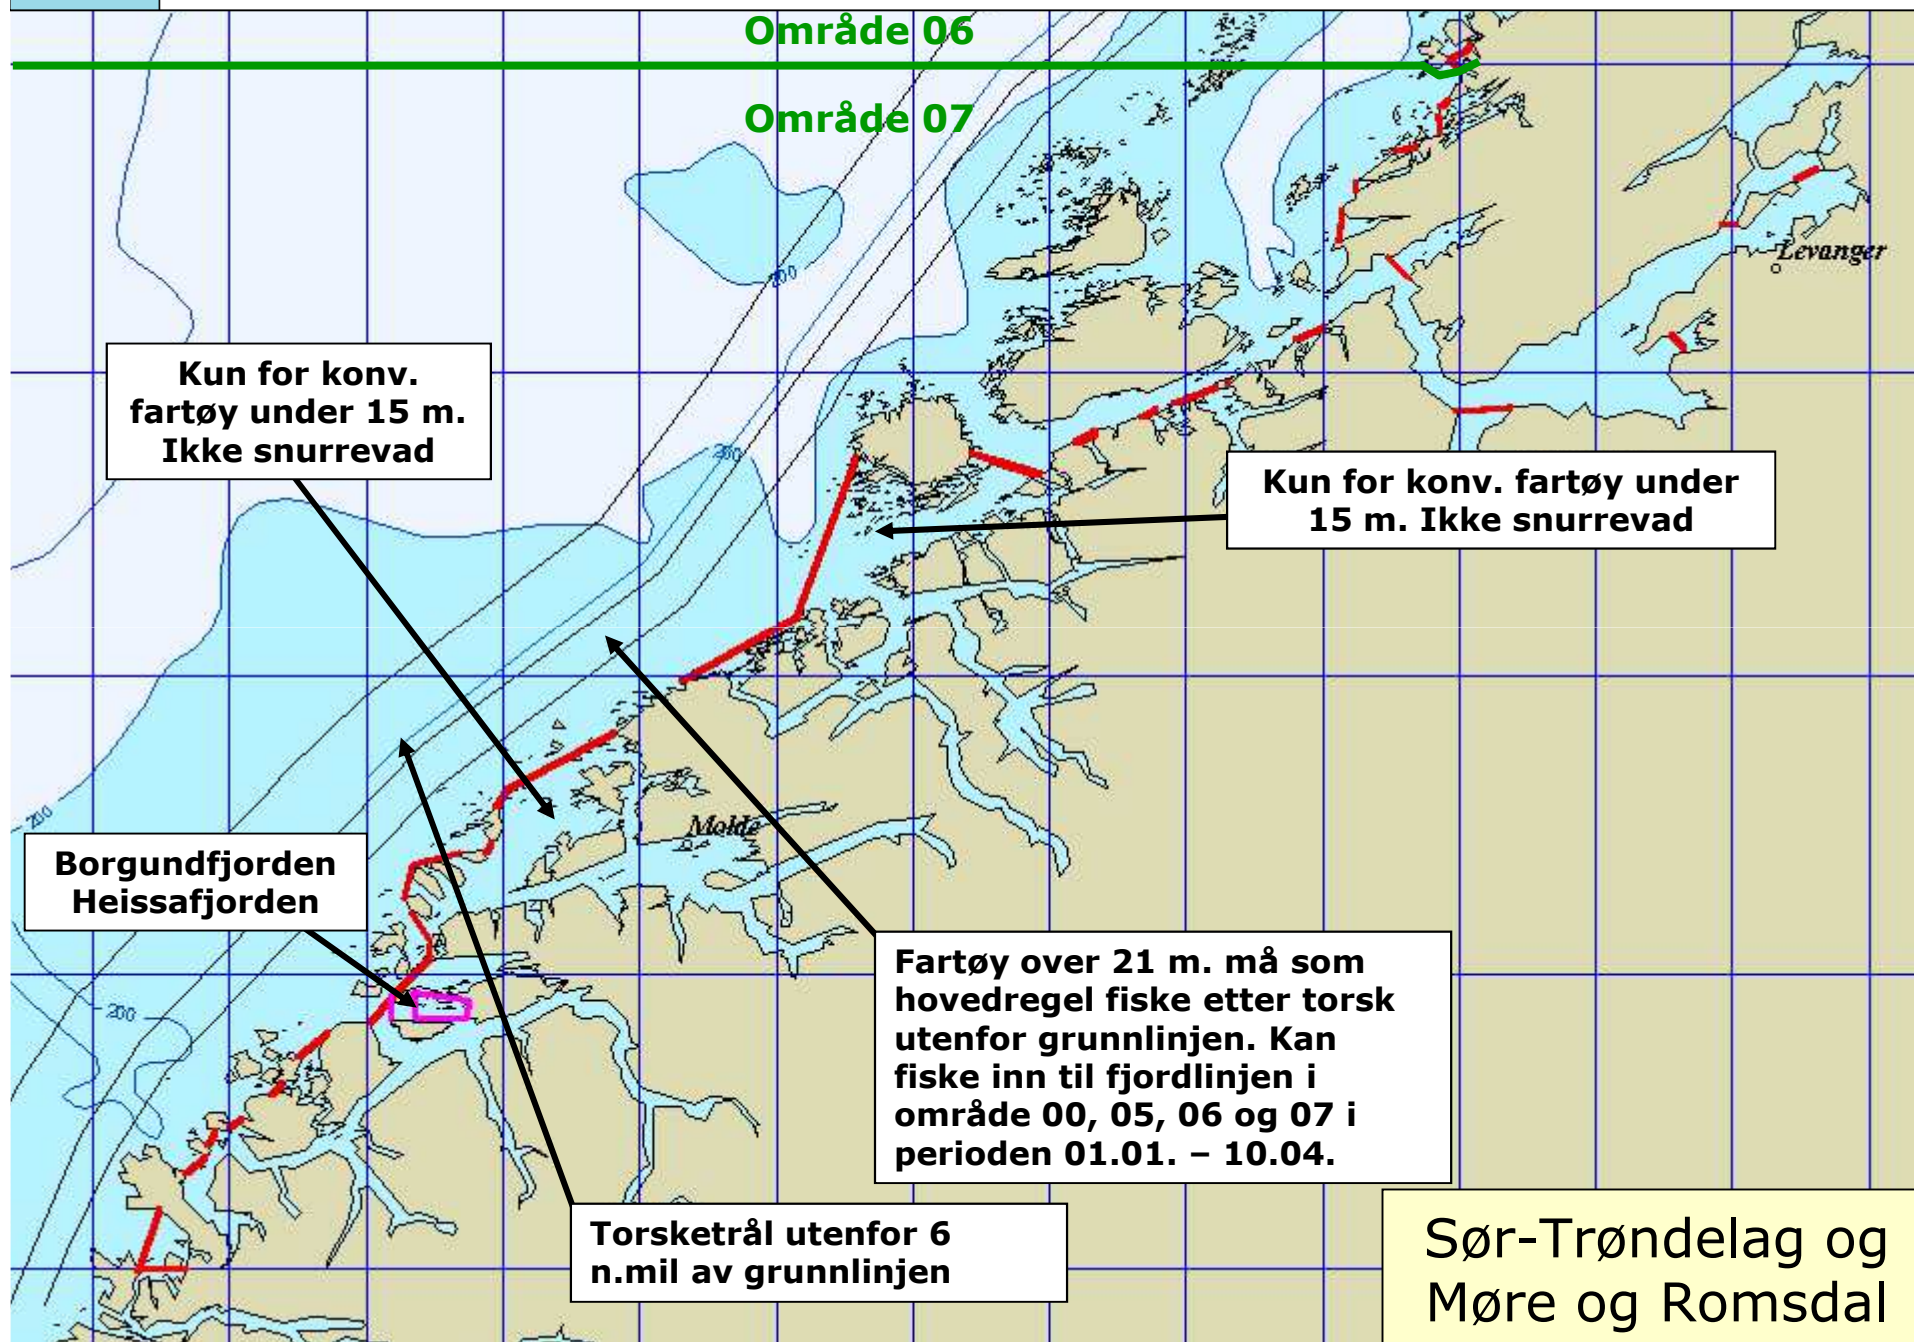 Område 06
Område 07
Levanger
200
Kun for konv.
fartøy under 15 m.
Ikke snurrevad
200
Kun for konv. fartøy under
15 m. Ikke snurrevad
200
Molde
Borgundfjorden
Heissafjorden
200
Fartøy over 21 m. må som
hovedregel fiske etter torsk
utenfor grunnlinjen. Kan
fiske inn til fjordlinjen i
område 00, 05, 06 og 07 i
perioden 01.01. – 10.04.
Torsketrål utenfor 6
n.mil av grunnlinjen
Sør-Trøndelag og
Møre og Romsdal